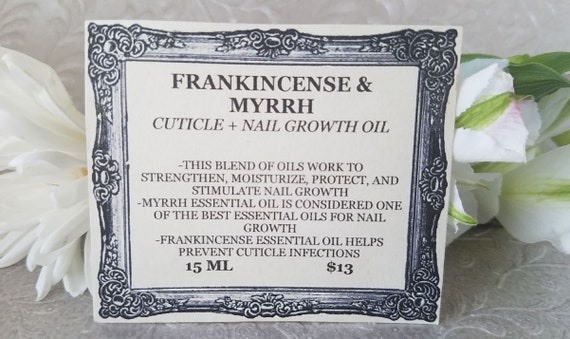 FRANKINCENSE &
MYRRH
CUTICLE + NAIL GROWTH OIL
-THIS BLEND OF OILS WORK TO
STRENGTHEN, MOISTURIZE, PROTECT, AND
STIMULATE NAIL GROWTH
-MYRRH ESSENTIAL OIL IS CONSIDERED ONE
OF THE BEST ESSENTIAL OILS FOR NAIL
GROWTH
-FRANKINCENSE ESSENTIAL OIL HELPS
PREVENT CUTICLE INFECTIONS
15 ML $13